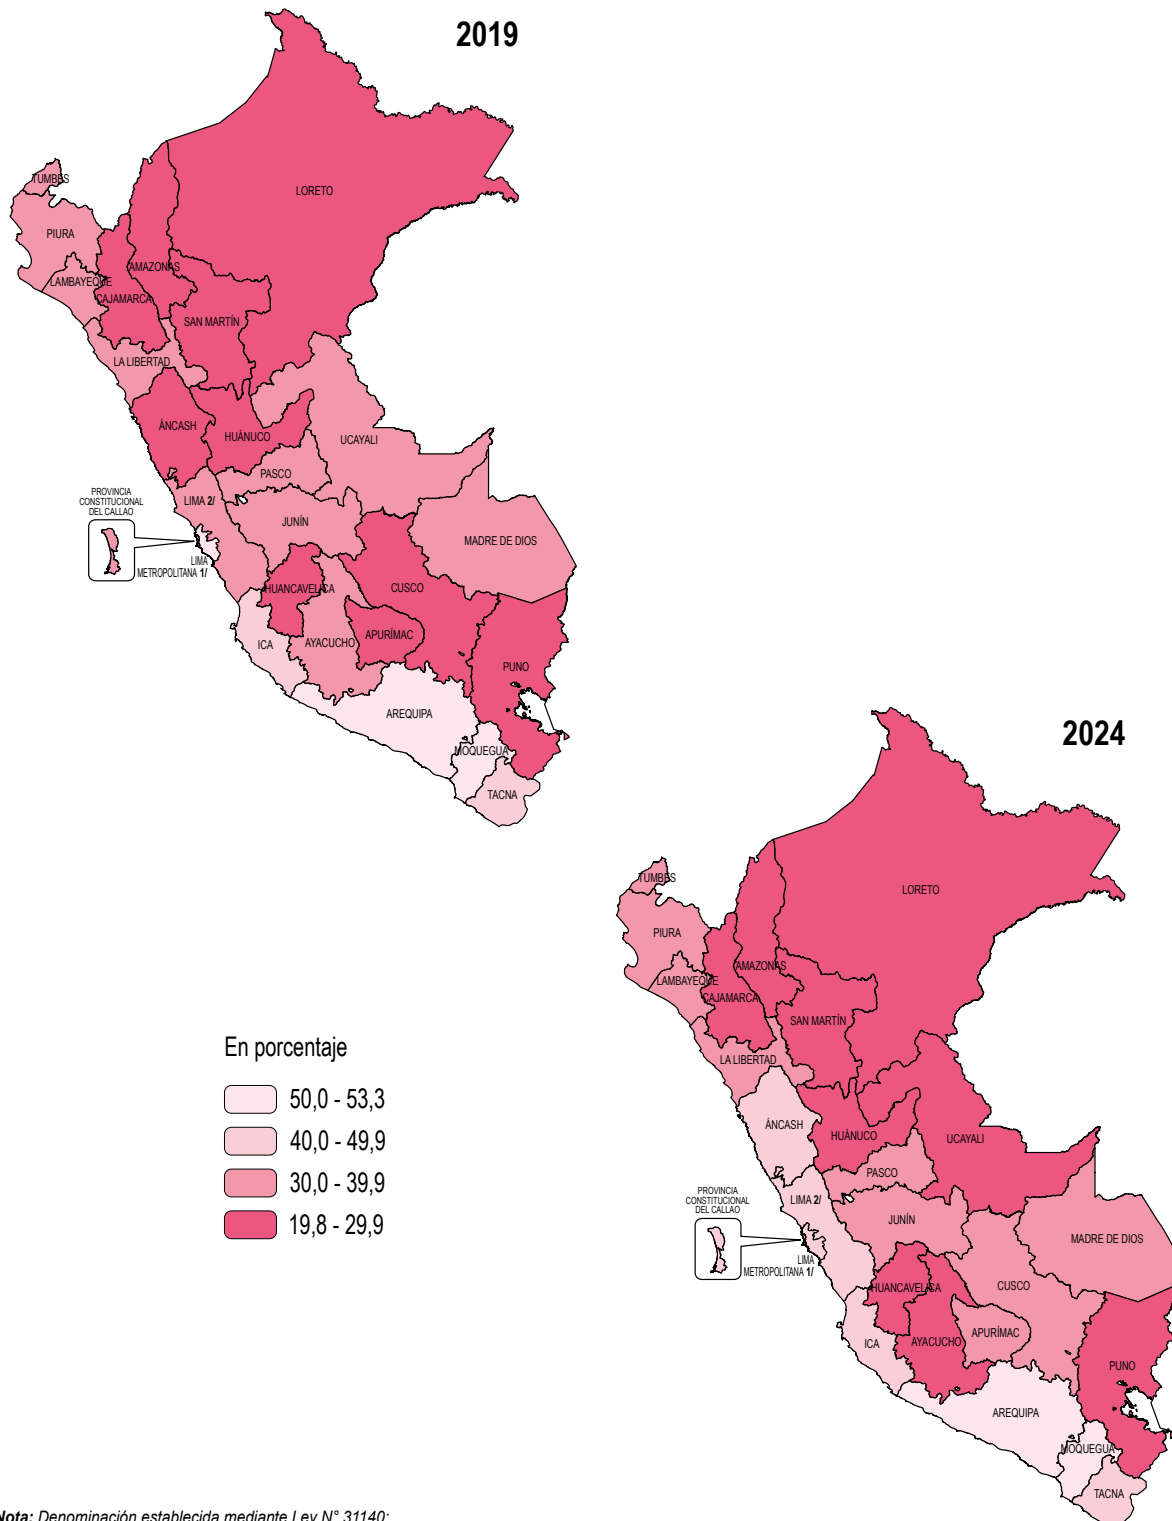 2019
LORETO
TUMBES
PIURA
AMAZONAS
LAMBAYEQUE
CAJAMARCA
SAN MARTÍN
LA LIBERTAD
ÁNCASH
HUÁNUCO
UCAYALI
PASCO
PROVINCIA
CONSTITUCIONAL
DEL CALLAO
LIMA 2/
JUNÍN
MADRE DE DIOS
LIMA
METROPOLITANA 1/
HUANCAVELICA
CUSCO
ICA
AYACUCHO
APURÍMAC
PUNO
AREQUIPA
MOQUEGUA
TACNA
2024
LORETO
TUMBES
PIURA
AMAZONAS
LAMBAYEQUE
CAJAMARCA
SAN MARTÍN
LA LIBERTAD
ÁNCASH
HUÁNUCO
UCAYALI
PASCO
PROVINCIA
CONSTITUCIONAL
DEL CALLAO
LIMA 2/
JUNÍN
MADRE DE DIOS
LIMA
METROPOLITANA 1/
HUANCAVELICA
CUSCO
ICA
AYACUCHO
APURÍMAC
PUNO
AREQUIPA
MOQUEGUA
TACNA
En porcentaje
50,0 - 53,3
40,0 - 49,9
30,0 - 39,9
19,8 - 29,9
Nota: Denominación establecida mediante Ley N° 31140: